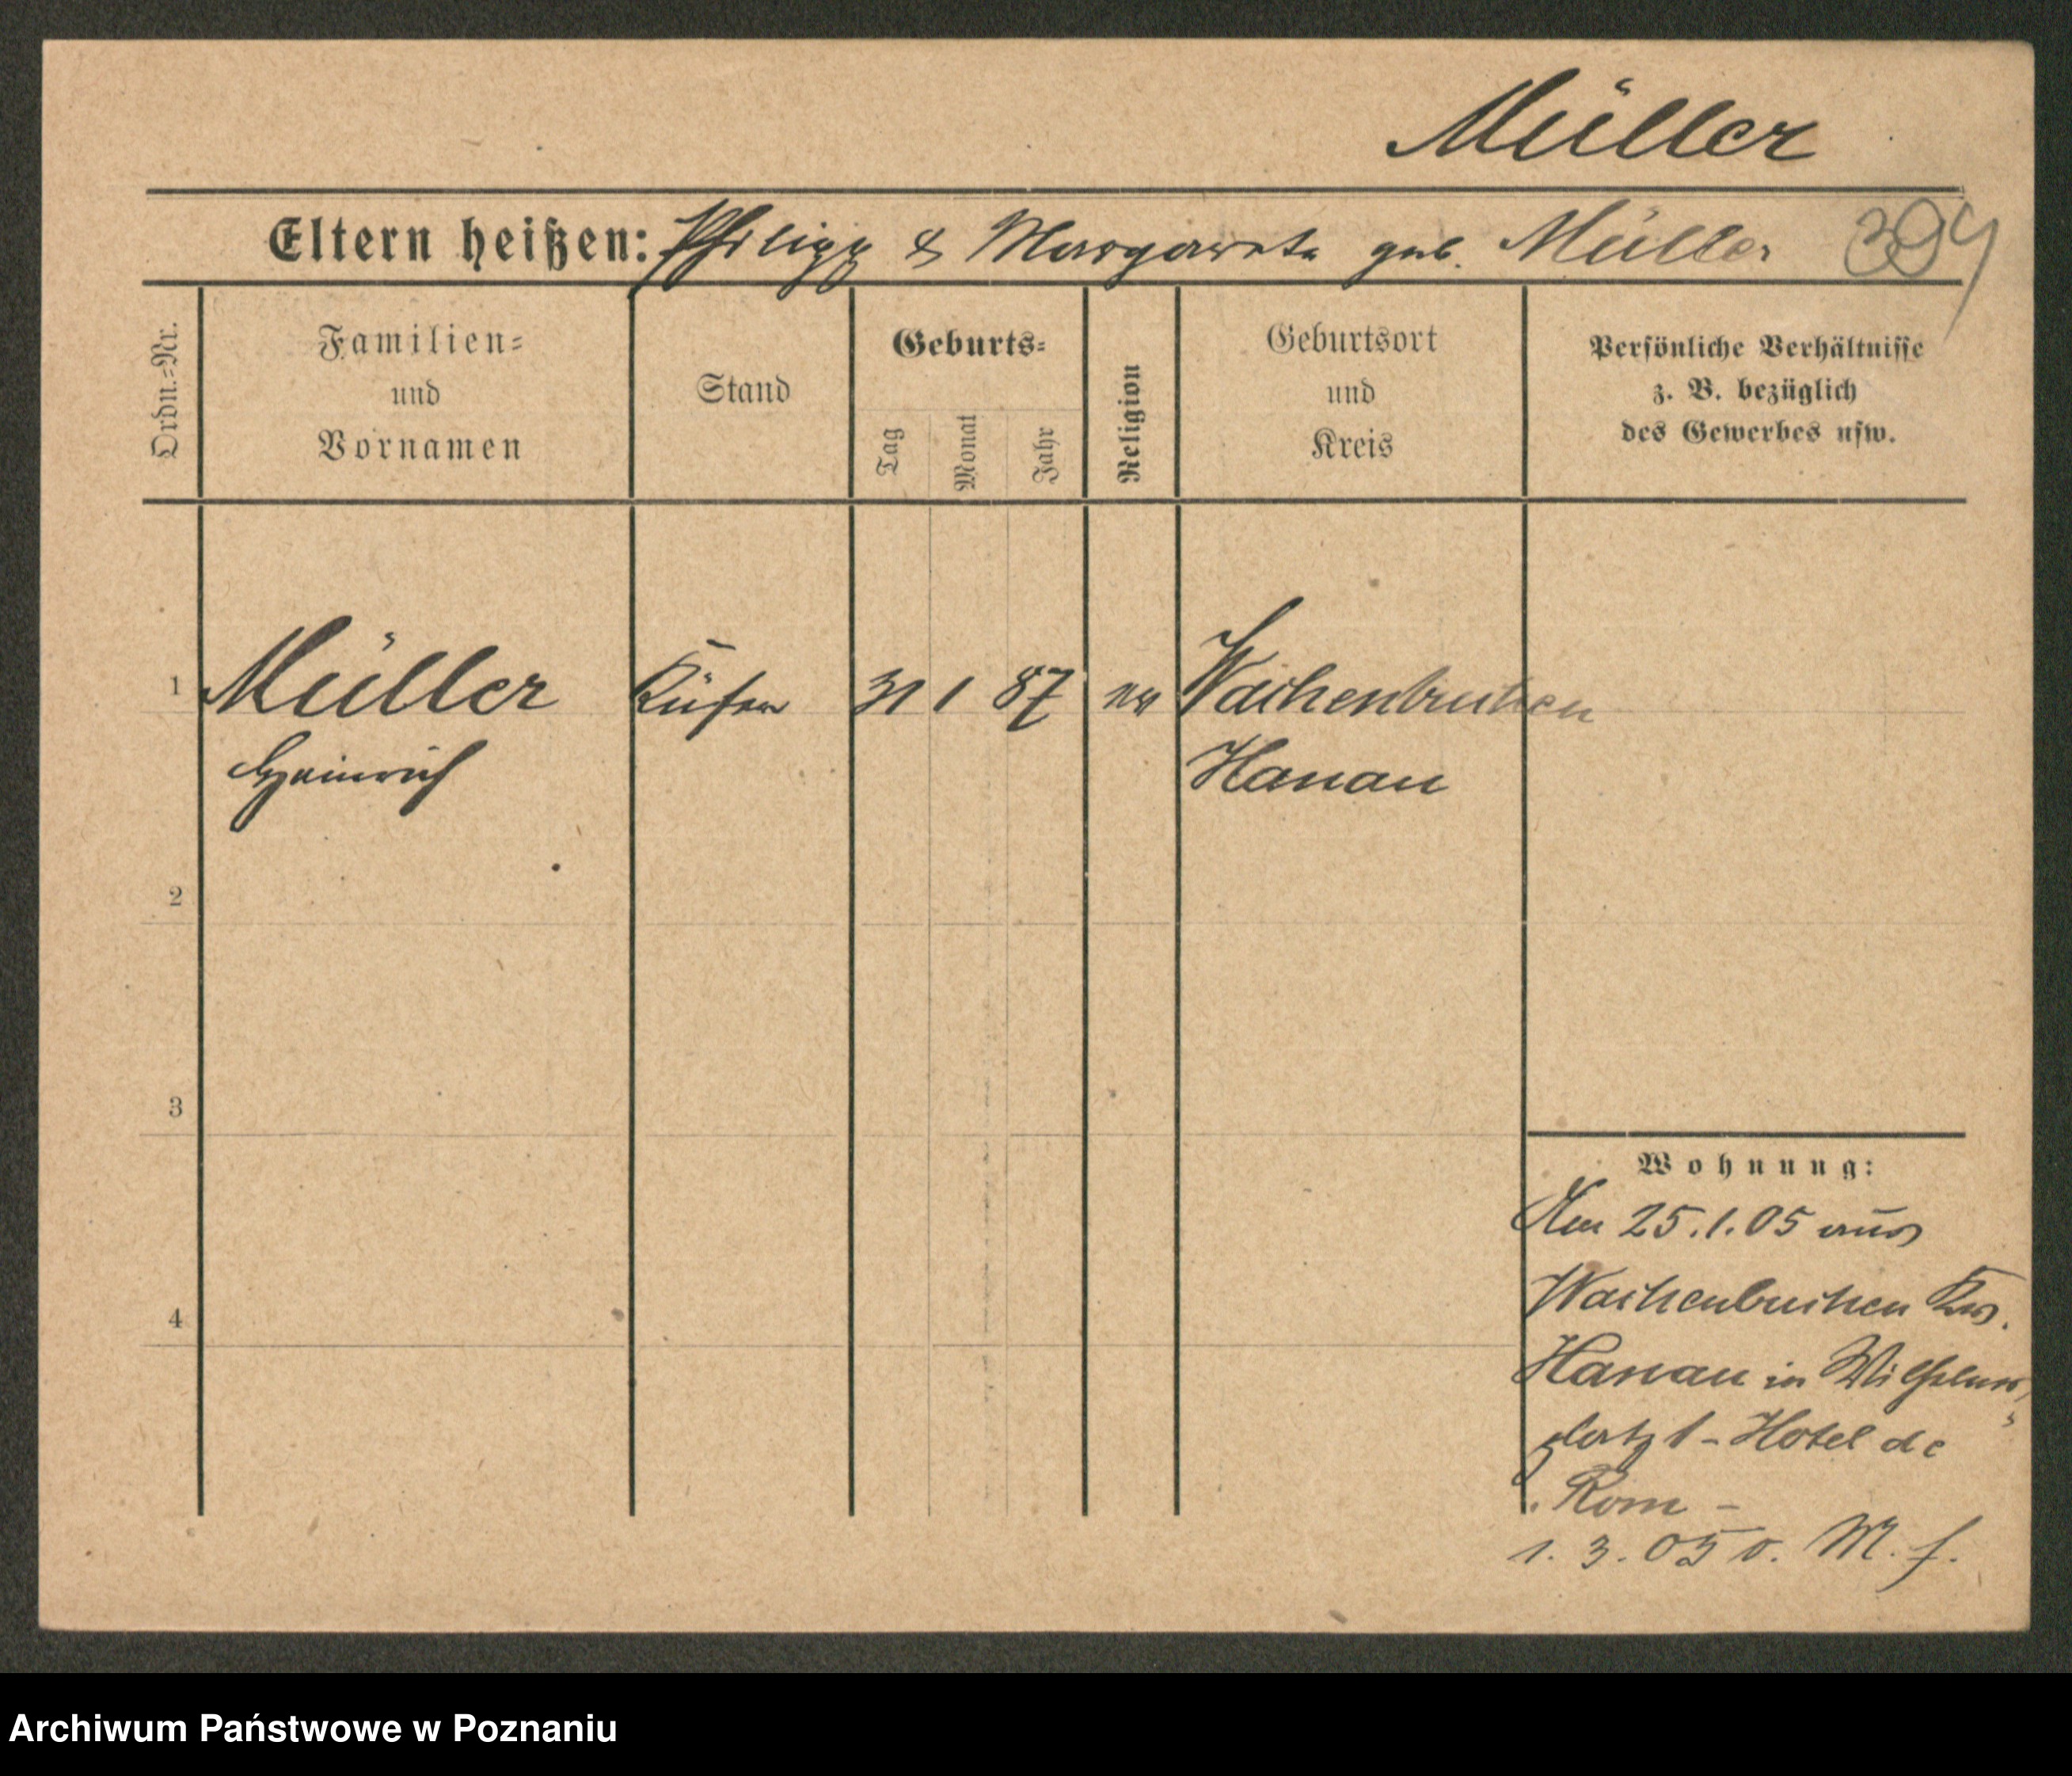 Müller
Eltern heißen: Philipp & Margarete geb. Müller 394
Ordn.-Nr.
Familien- und Vornamen
Stand
Geburts-
Tag
Monat
Jahr
Religion
Geburtsort und Kreis
Persönliche Verhältnisse
z. B. bezüglich
des Gewerbes usw.
1 Müller Küfer 31 1 87 ev Wachenbuchen
Heinrich Hanau
2
3
4
Wohnung:
Am 25.1.05 aus
Wachenbuchen Krs.
Hanau in Wilhelms
platz 1 - Hotel de
Rom -
1. 3. 05 v. M. f.
Archiwum Państwowe w Poznaniu